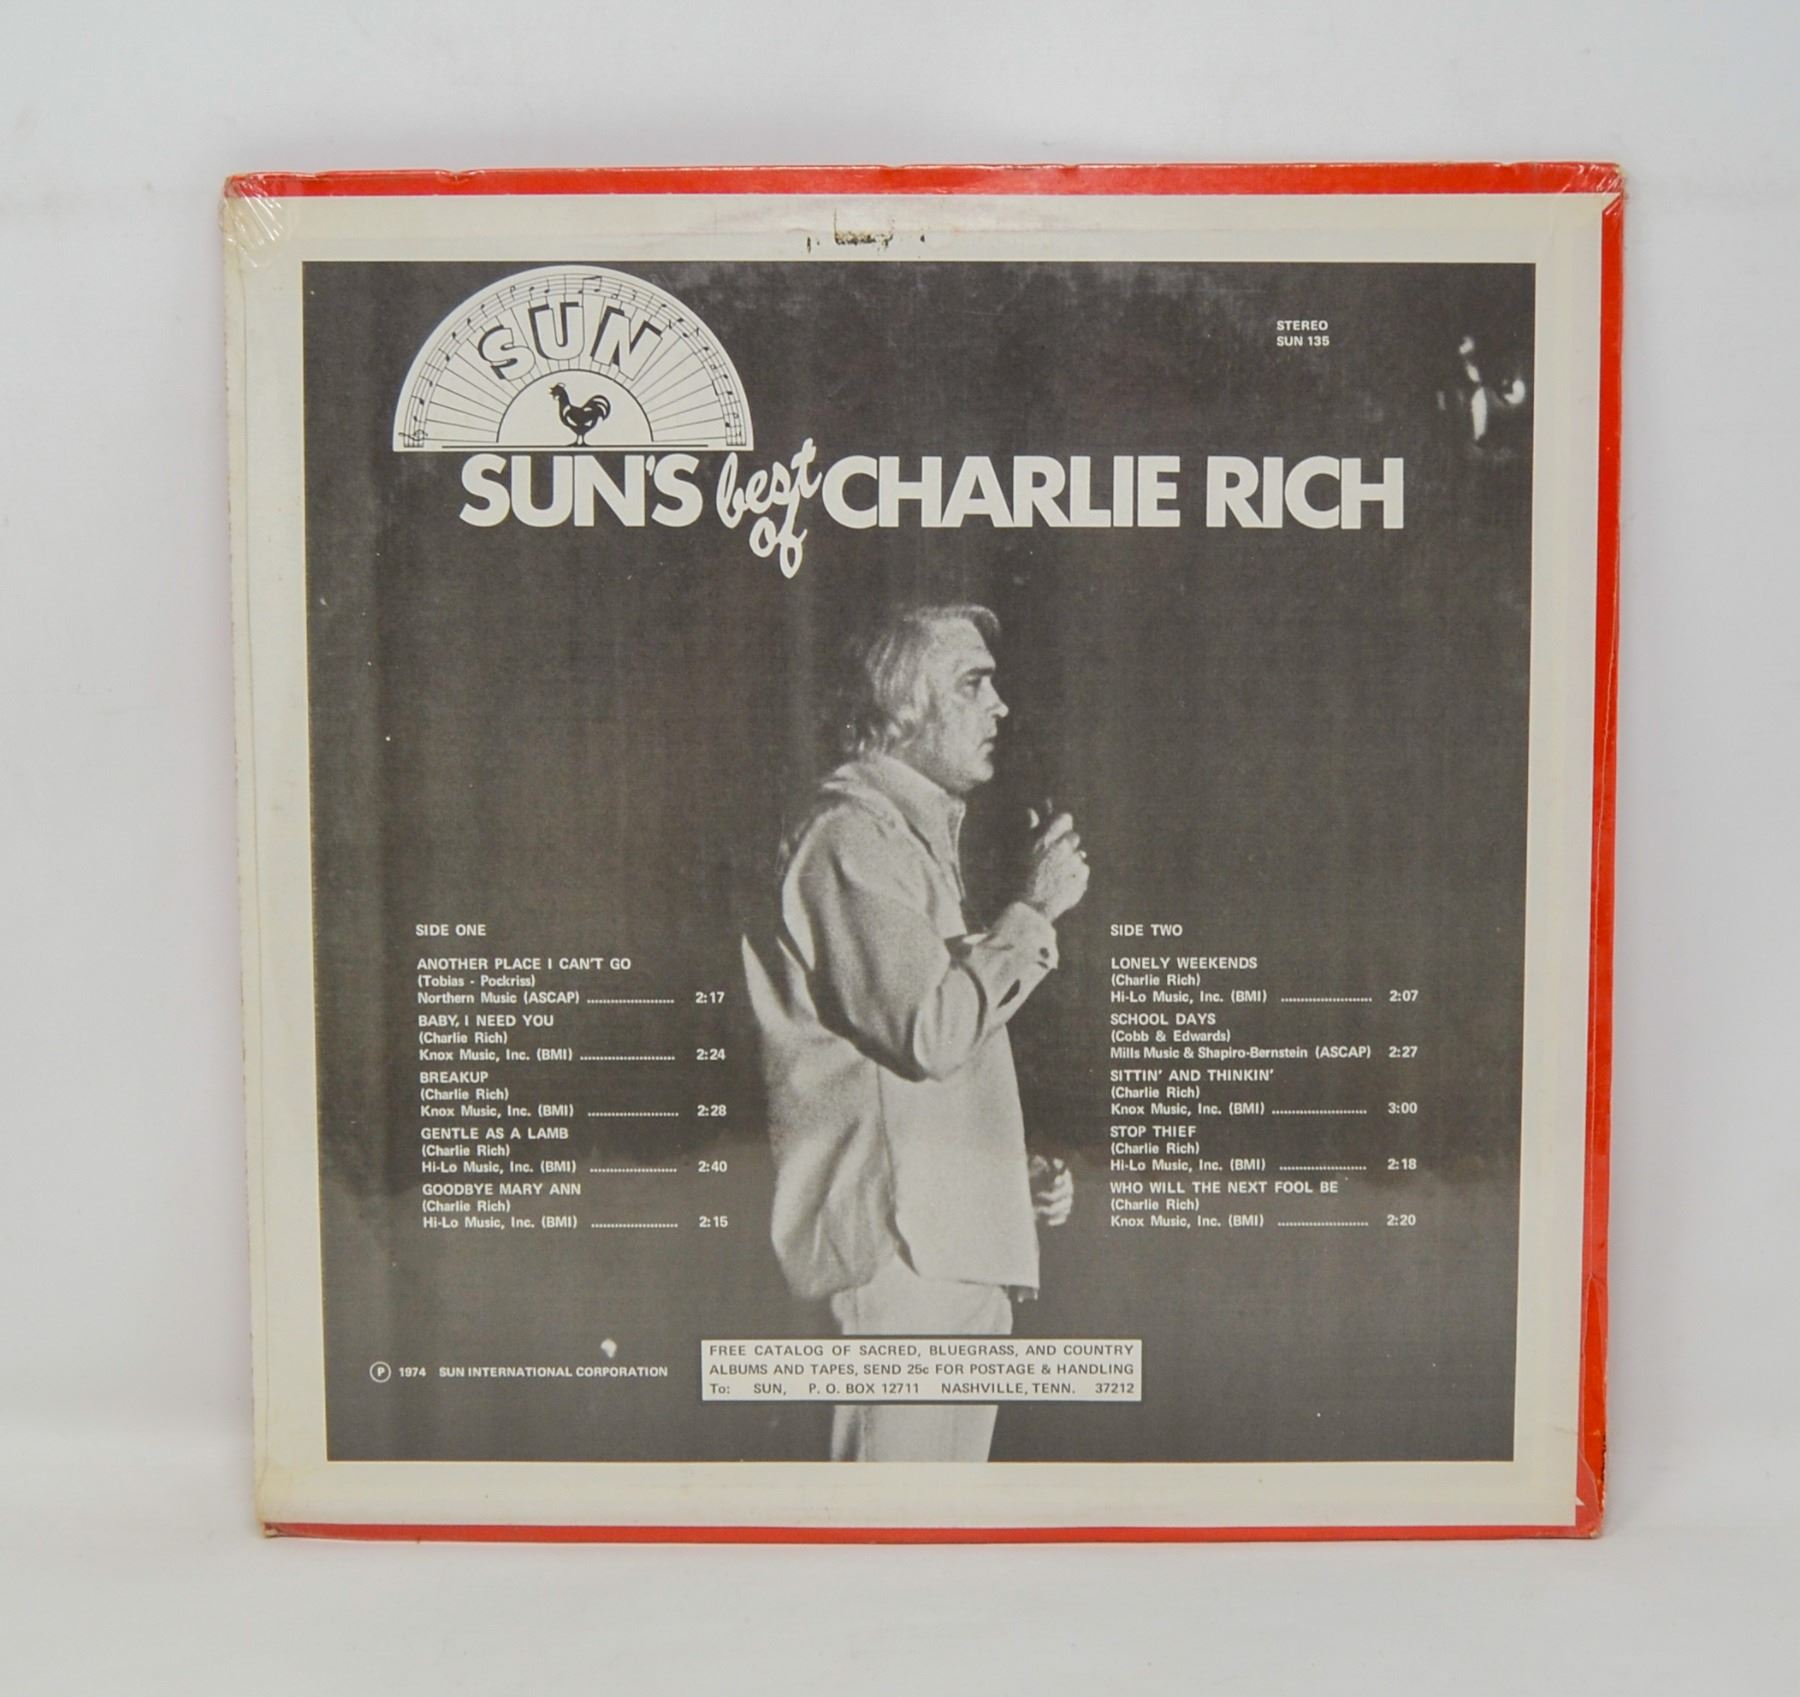 SUN
STEREO
SUN 135
SUN'S best of CHARLIE RICH
SIDE ONE
ANOTHER PLACE I CAN'T GO
(Tobias - Pockriss)
Northern Music (ASCAP) ...................... 2:17
BABY, I NEED YOU
(Charlie Rich)
Knox Music, Inc. (BMI) ........................ 2:24
BREAKUP
(Charlie Rich)
Knox Music, Inc. (BMI) ....................... 2:28
GENTLE AS A LAMB
(Charlie Rich)
Hi-Lo Music, Inc. (BMI) ...................... 2:40
GOODBYE MARY ANN
(Charlie Rich)
Hi-Lo Music, Inc. (BMI) ...................... 2:15
SIDE TWO
LONELY WEEKENDS
(Charlie Rich)
Hi-Lo Music, Inc. (BMI) ....................... 2:07
SCHOOL DAYS
(Cobb & Edwards)
Mills Music & Shapiro-Bernstein (ASCAP) 2:27
SITTIN' AND THINKIN'
(Charlie Rich)
Knox Music, Inc. (BMI) ........................ 3:00
STOP THIEF
(Charlie Rich)
Hi-Lo Music, Inc. (BMI) ...................... 2:18
WHO WILL THE NEXT FOOL BE
(Charlie Rich)
Knox Music, Inc. (BMI) ....................... 2:20
Ⓟ 1974 SUN INTERNATIONAL CORPORATION
FREE CATALOG OF SACRED, BLUEGRASS, AND COUNTRY
ALBUMS AND TAPES, SEND 25c FOR POSTAGE & HANDLING
To: SUN, P. O. BOX 12711 NASHVILLE, TENN. 37212